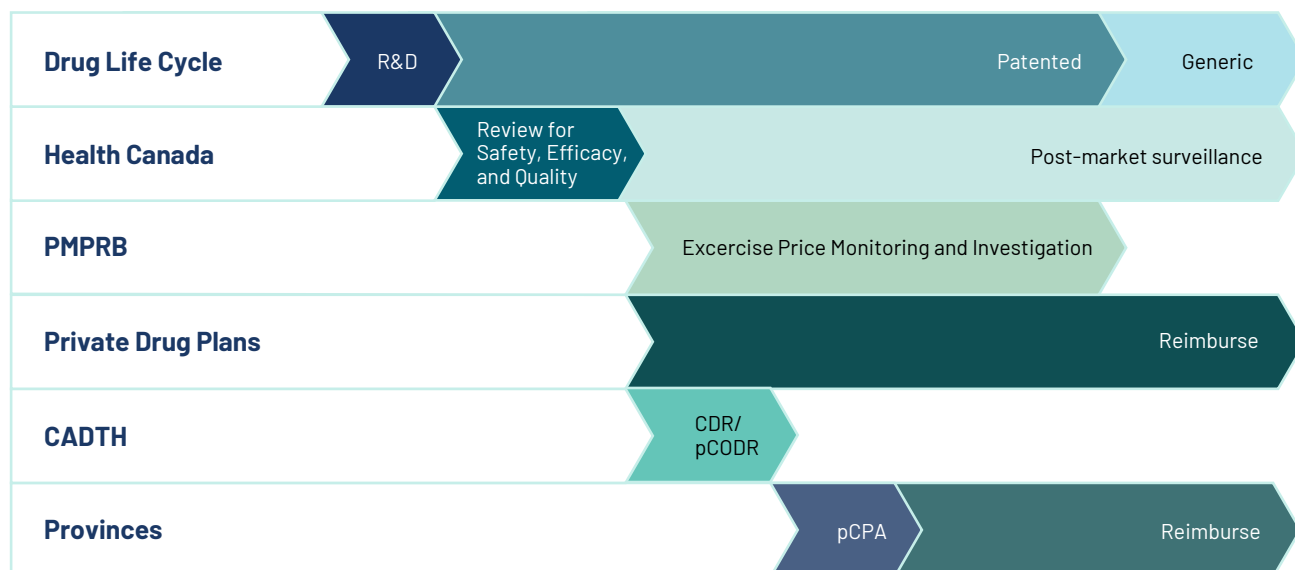 Drug Life Cycle
R&D
Patented
Generic
Health Canada
Review for
Safety, Efficacy,
and Quality
Post-market surveillance
PMPRB
Excercise Price Monitoring and Investigation
Private Drug Plans
Reimburse
CADTH
CDR/
pCODR
Provinces
pCPA
Reimburse